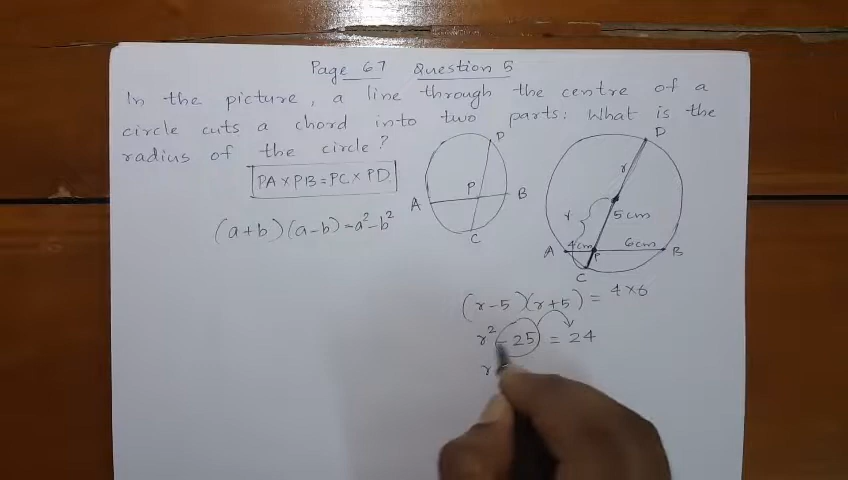 Page 67 Question 5
In the picture, a line through the centre of a
circle cuts a chord into two parts: What is the
radius of the circle?
PA × PB = PC × PD
(a+b)(a-b)=a²-b²
D
P
A
B
C
D
r
r
5cm
4cm
6cm
A
P
B
C
(r-5)(r+5) = 4×6
r² - 25 = 24
r